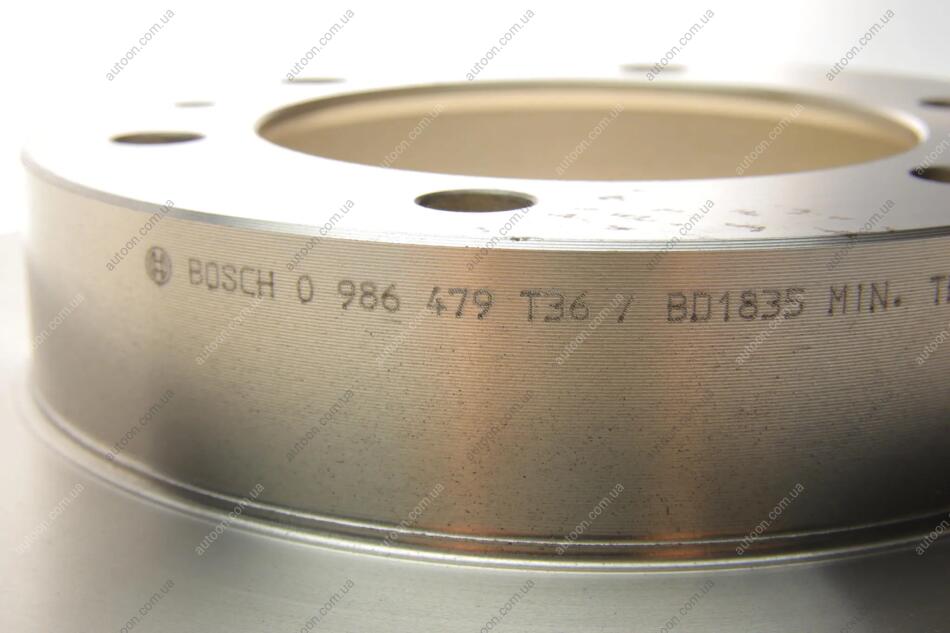 BOSCH 0 986 479 T36 / BD1835 MIN. T
autoon.com.ua